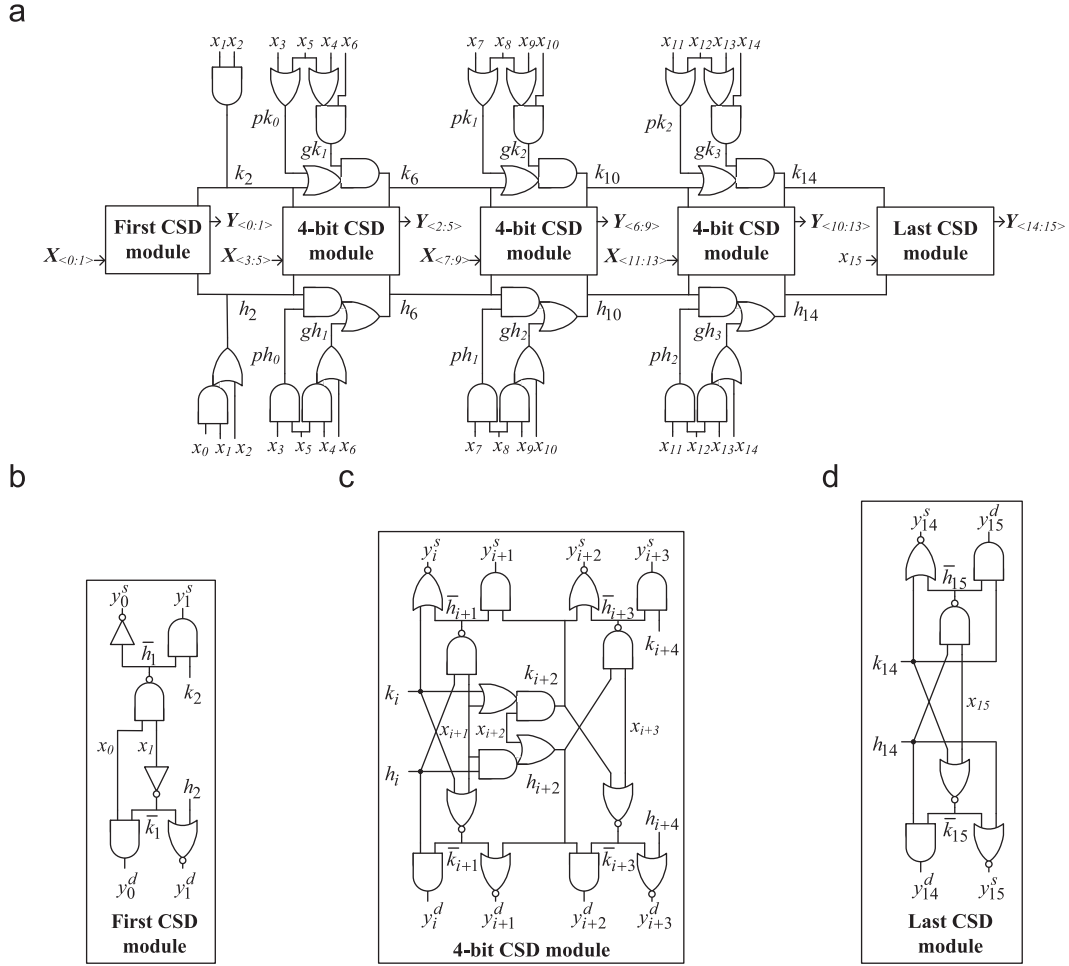 a
x₁x₂ x₃ x₅ x₄ x₆ x₇ x₈ x₉x₁₀ x₁₁ x₁₂ x₁₃ x₁₄
pk₀ pk₁ pk₂
gk₁ gk₂ gk₃
k₂ k₆ k₁₀ k₁₄
First CSD module
4-bit CSD module
4-bit CSD module
4-bit CSD module
Last CSD module
Y<0:1> Y<2:5> Y<6:9> Y<10:13> Y<14:15>
X<0:1> X<3:5> X<7:9> X<11:13> x₁₅
h₂ h₆ h₁₀ h₁₄
gh₁ gh₂ gh₃
ph₀ ph₁ ph₂
x₀ x₁ x₂ x₃ x₅ x₄ x₆ x₇ x₈ x₉x₁₀ x₁₁ x₁₂ x₁₃ x₁₄
b
y₀ˢ y₁ˢ
h̅₁
k₂
x₀ x₁
h₂
k̅₁
y₀ᵈ y₁ᵈ
First CSD
module
c
yᵢˢ yᵢ₊₁ˢ yᵢ₊₂ˢ yᵢ₊₃ˢ
h̅ᵢ₊₁ h̅ᵢ₊₃
kᵢ₊₄
kᵢ kᵢ₊₂
xᵢ₊₁ xᵢ₊₂ xᵢ₊₃
hᵢ hᵢ₊₂
hᵢ₊₄
k̅ᵢ₊₁ k̅ᵢ₊₃
yᵢᵈ yᵢ₊₁ᵈ yᵢ₊₂ᵈ yᵢ₊₃ᵈ
4-bit CSD module
d
y₁₄ˢ y₁₅ᵈ
h̅₁₅
k₁₄
x₁₅
h₁₄
k̅₁₅
y₁₄ᵈ y₁₅ˢ
Last CSD
module